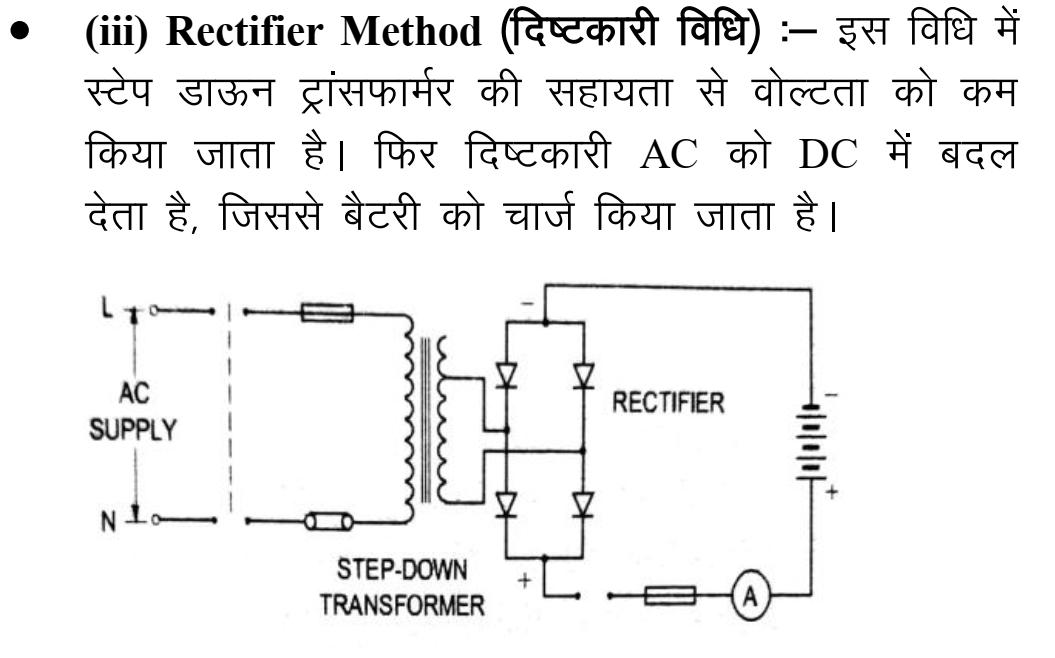 • (iii) Rectifier Method (दिष्टकारी विधि) :– इस विधि में
स्टेप डाऊन ट्रांसफार्मर की सहायता से वोल्टता को कम
किया जाता है। फिर दिष्टकारी AC को DC में बदल
देता है, जिससे बैटरी को चार्ज किया जाता है।
L
–
AC
SUPPLY
RECTIFIER
–
+
N
STEP-DOWN
TRANSFORMER
+
A